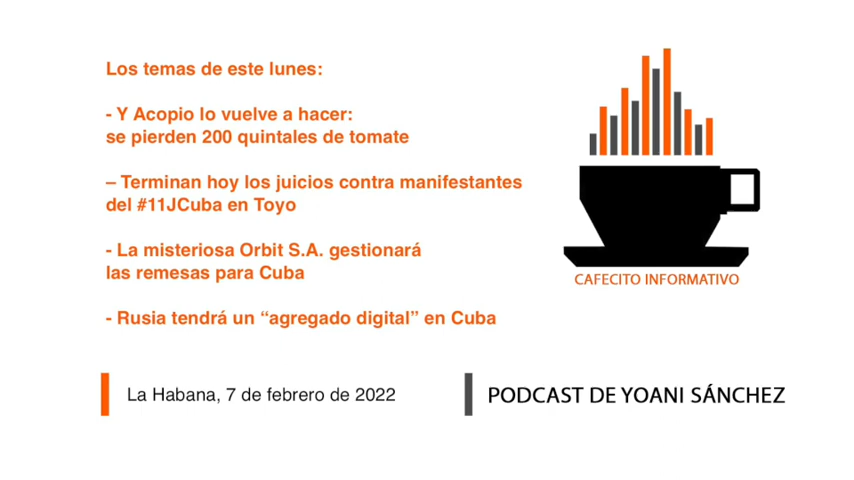 Los temas de este lunes:
- Y Acopio lo vuelve a hacer:
se pierden 200 quintales de tomate
– Terminan hoy los juicios contra manifestantes
del #11JCuba en Toyo
- La misteriosa Orbit S.A. gestionará
las remesas para Cuba
- Rusia tendrá un “agregado digital” en Cuba
CAFECITO INFORMATIVO
La Habana, 7 de febrero de 2022
PODCAST DE YOANI SÁNCHEZ